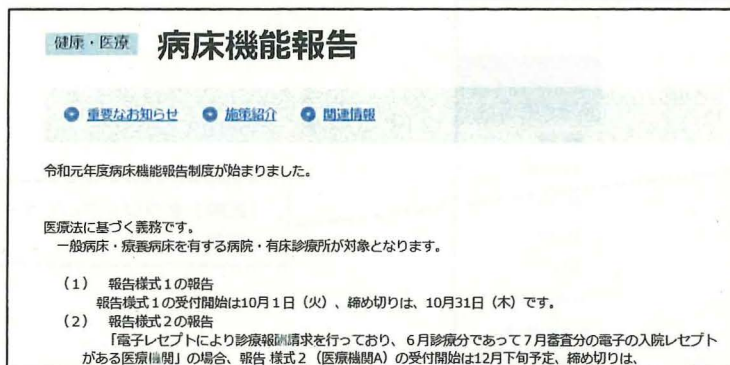 健康・医療 病床機能報告
重要なお知らせ 施策紹介 関連情報
令和元年度病床機能報告制度が始まりました。
医療法に基づく義務です。
一般病床・療養病床を有する病院・有床診療所が対象となります。
(1) 報告様式1の報告
報告様式1の受付開始は10月1日(火)、締め切りは、10月31日(木)です。
(2) 報告様式2の報告
「電子レセプトにより診療報酬請求を行っており、6月診療分であって7月審査分の電子の入院レセプト
がある医療機関」の場合、報告 様式2(医療機関A)の受付開始は12月下旬予定、締め切りは、